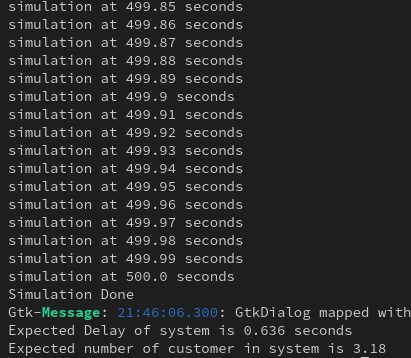 simulation at 499.85 seconds
simulation at 499.86 seconds
simulation at 499.87 seconds
simulation at 499.88 seconds
simulation at 499.89 seconds
simulation at 499.9 seconds
simulation at 499.91 seconds
simulation at 499.92 seconds
simulation at 499.93 seconds
simulation at 499.94 seconds
simulation at 499.95 seconds
simulation at 499.96 seconds
simulation at 499.97 seconds
simulation at 499.98 seconds
simulation at 499.99 seconds
simulation at 500.0 seconds
Simulation Done
Gtk-Message: 21:46:06.300: GtkDialog mapped with
Expected Delay of system is 0.636 seconds
Expected number of customer in system is 3.18